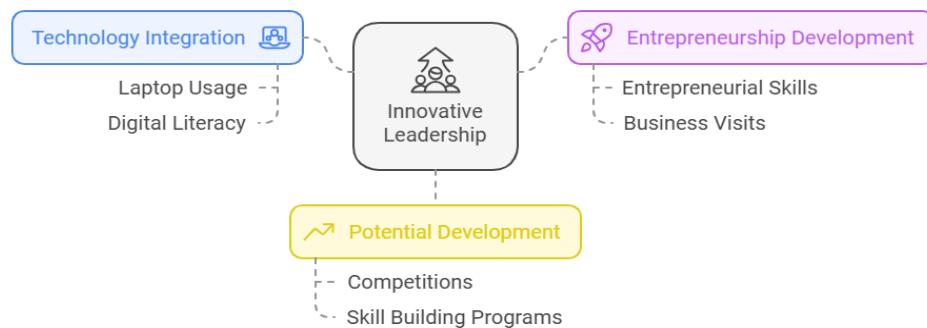 Technology Integration
Laptop Usage
Digital Literacy
Innovative
Leadership
Entrepreneurship Development
Entrepreneurial Skills
Business Visits
Potential Development
Competitions
Skill Building Programs